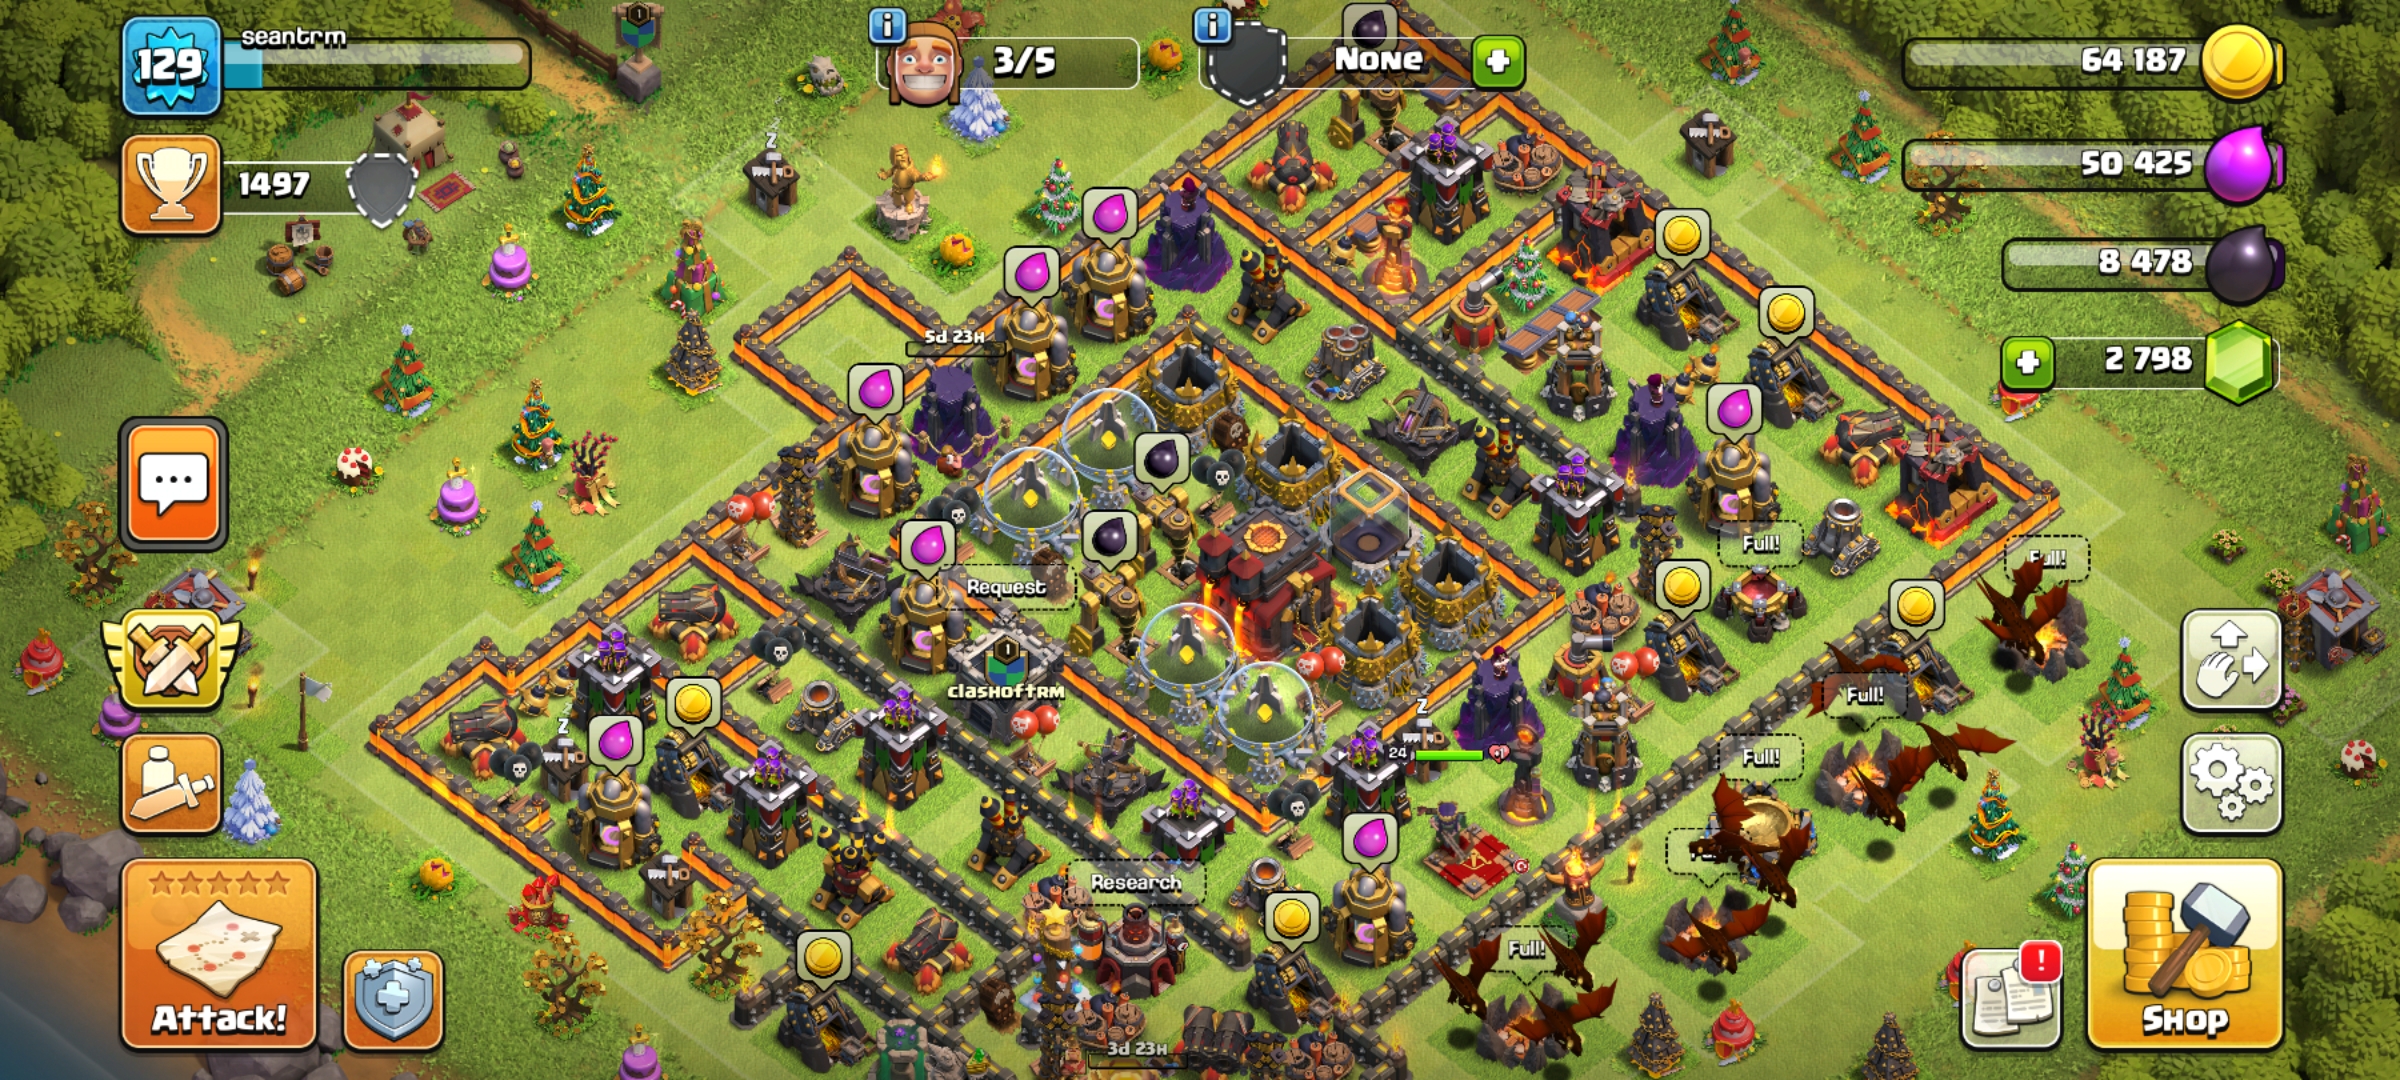 129
seantrm
3/5
None
64 187
1497
50 425
8 478
2 798
5d 23H
Z
Request
Full!
Full!
1
clashofTRM
Full!
Full!
Z
Z
24
Research
Full!
Attack!
Shop
3d 23H